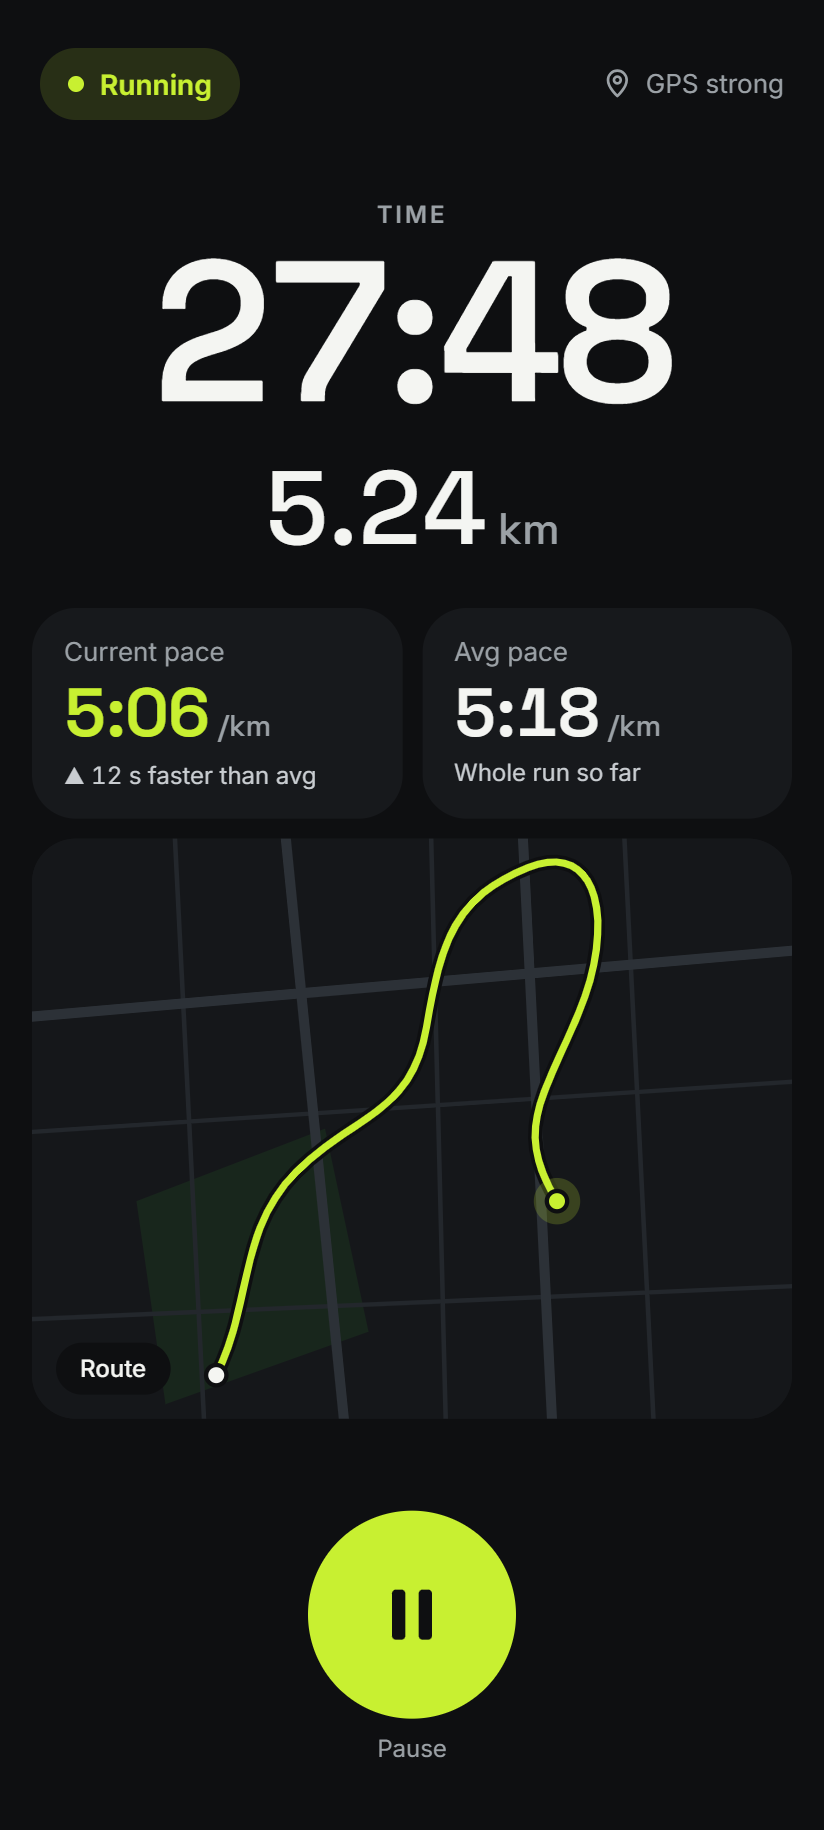 Running
GPS strong
TIME
27:48
5.24 km
Current pace
5:06 /km
▲ 12 s faster than avg
Avg pace
5:18 /km
Whole run so far
Route
Pause